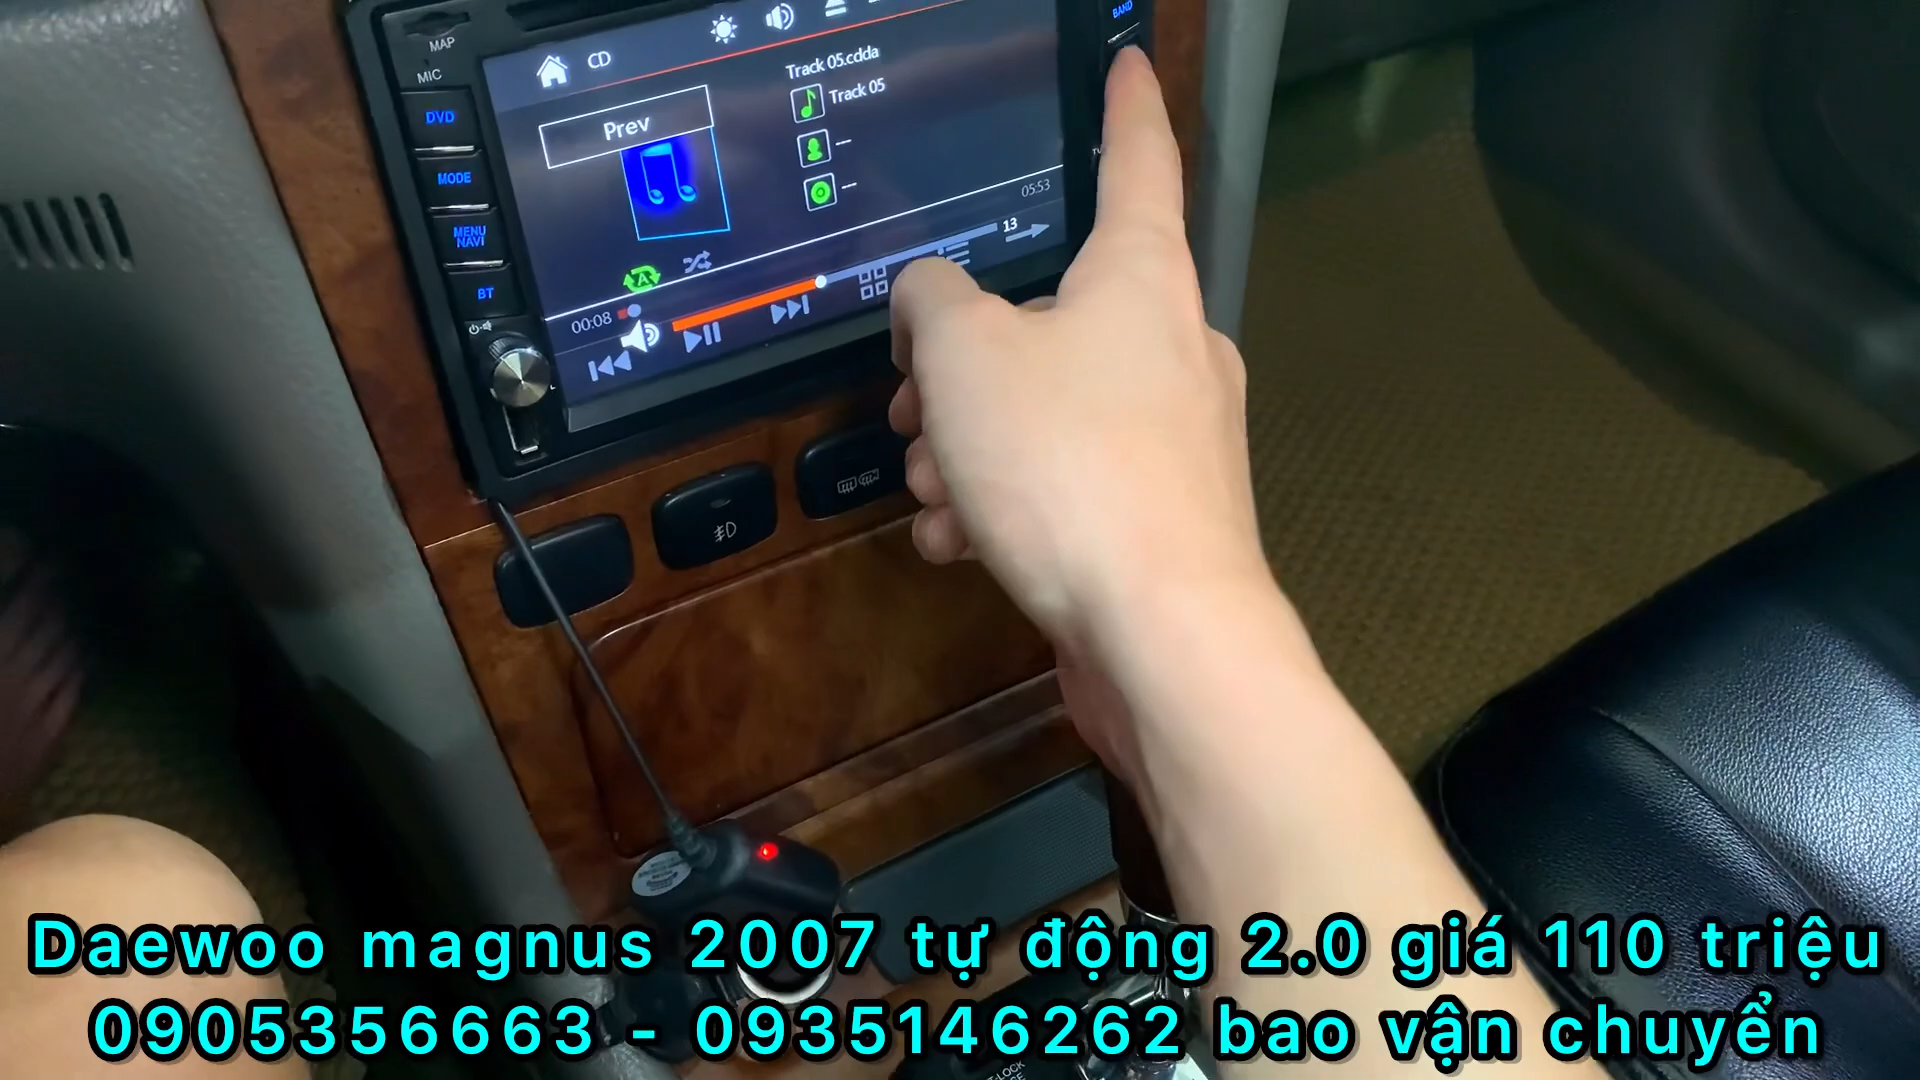 MAP
MIC
DVD
MODE
MENU
NAVI
BT
BAND
CD
Prev
Track 05.cdda
Track 05
---
---
05:53
13
00:08
Daewoo magnus 2007 tự động 2.0 giá 110 triệu
0905356663 - 0935146262 bao vận chuyển